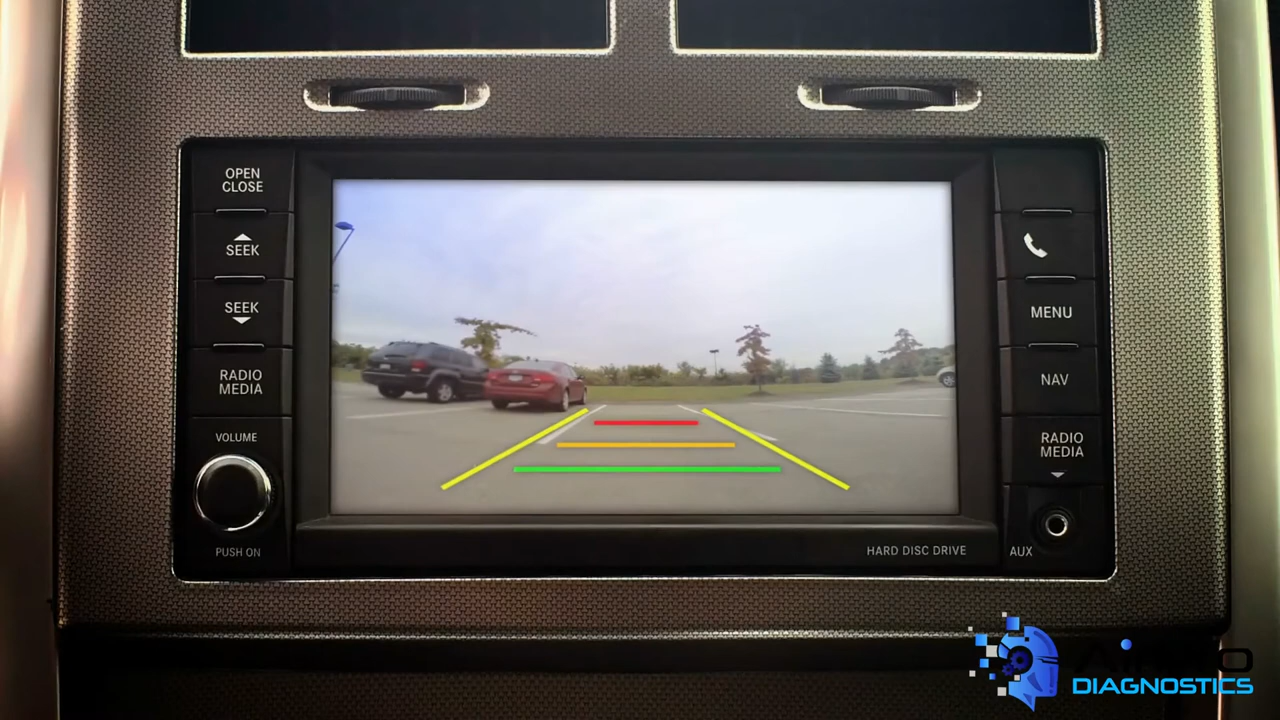 OPEN
CLOSE
SEEK
SEEK
RADIO
MEDIA
VOLUME
PUSH ON
MENU
NAV
RADIO
MEDIA
HARD DISC DRIVE
AUX
DIAGNOSTICS